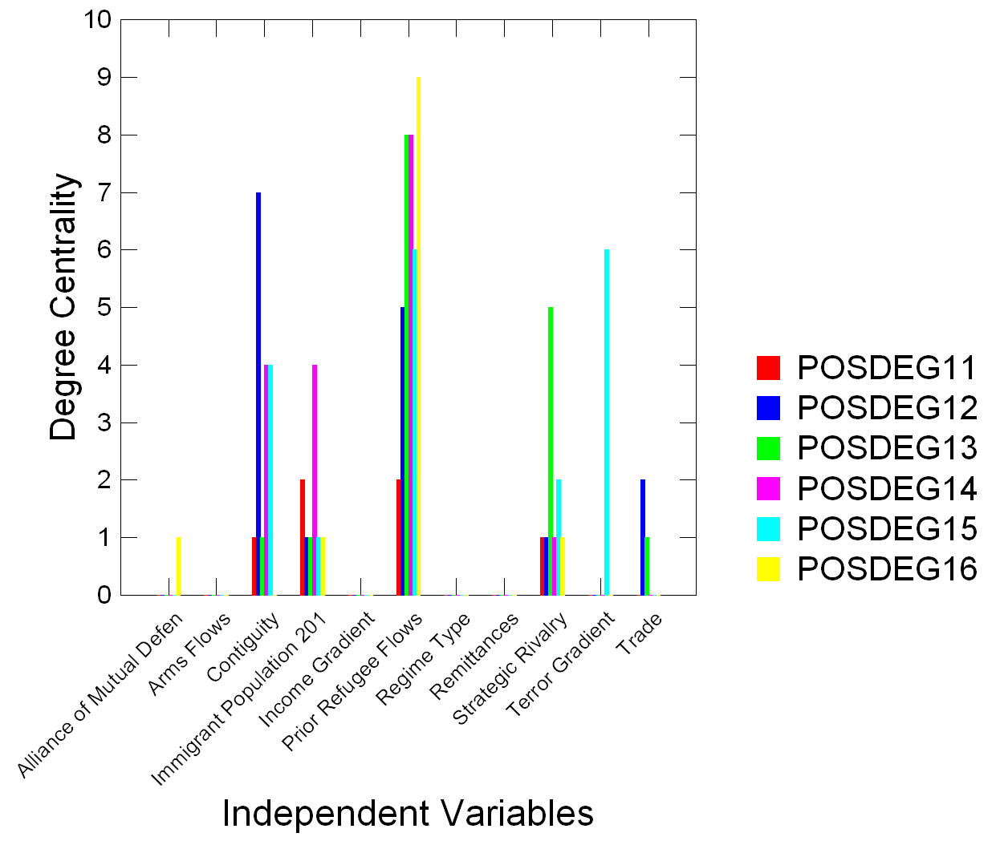 10
9
8
7
6
5
4
3
2
1
0
Degree Centrality
Alliance of Mutual Defen
Arms Flows
Contiguity
Immigrant Population 201
Income Gradient
Prior Refugee Flows
Regime Type
Remittances
Strategic Rivalry
Terror Gradient
Trade
Independent Variables
POSDEG11
POSDEG12
POSDEG13
POSDEG14
POSDEG15
POSDEG16